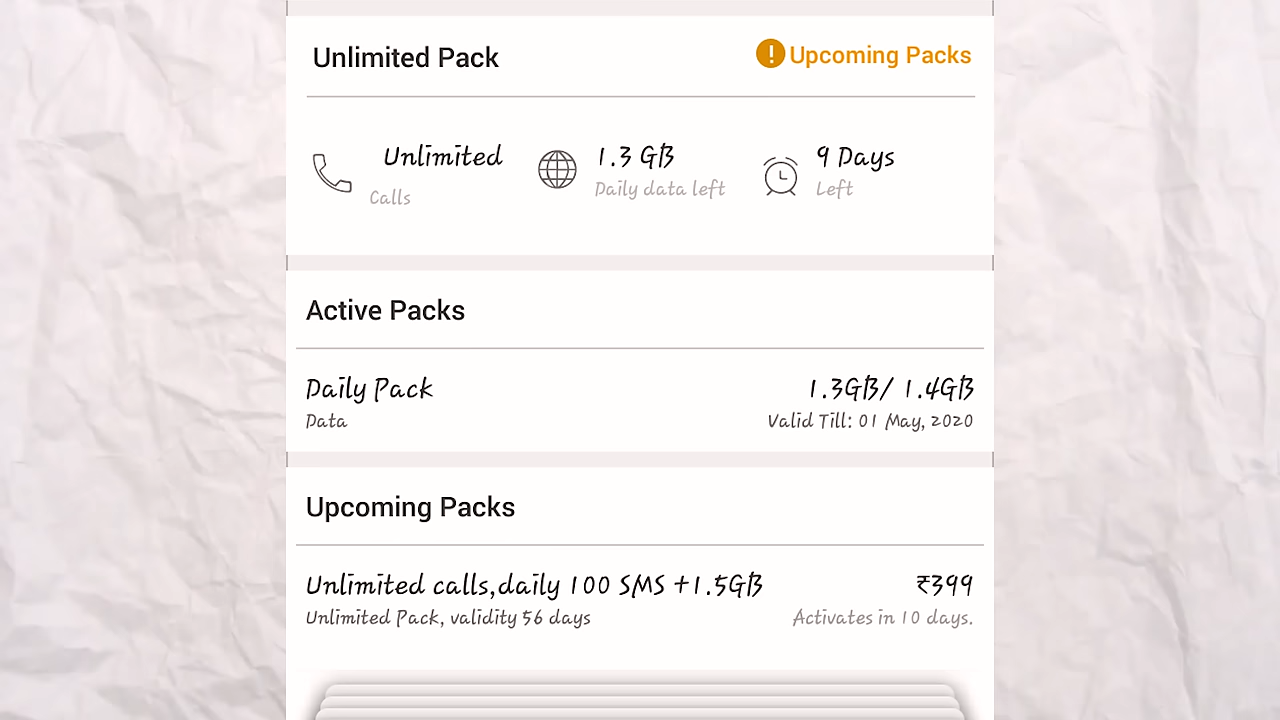 Unlimited Pack
! Upcoming Packs
Unlimited
Calls
1.3 GB
Daily data left
9 Days
Left
Active Packs
Daily Pack
1.3GB/ 1.4GB
Data
Valid Till: 01 May, 2020
Upcoming Packs
Unlimited calls,daily 100 SMS +1.5GB
₹399
Unlimited Pack, validity 56 days
Activates in 10 days.